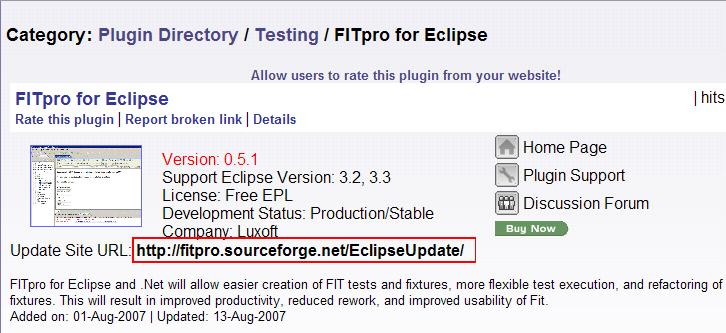 Category: Plugin Directory / Testing / FITpro for Eclipse
Allow users to rate this plugin from your website!
FITpro for Eclipse
| hits
Rate this plugin | Report broken link | Details
Version: 0.5.1
Support Eclipse Version: 3.2, 3.3
License: Free EPL
Development Status: Production/Stable
Company: Luxoft
Home Page
Plugin Support
Discussion Forum
Buy Now
Update Site URL: http://fitpro.sourceforge.net/EclipseUpdate/
FITpro for Eclipse and .Net will allow easier creation of FIT tests and fixtures, more flexible test execution, and refactoring of
fixtures. This will result in improved productivity, reduced rework, and improved usability of Fit.
Added on: 01-Aug-2007 | Updated: 13-Aug-2007